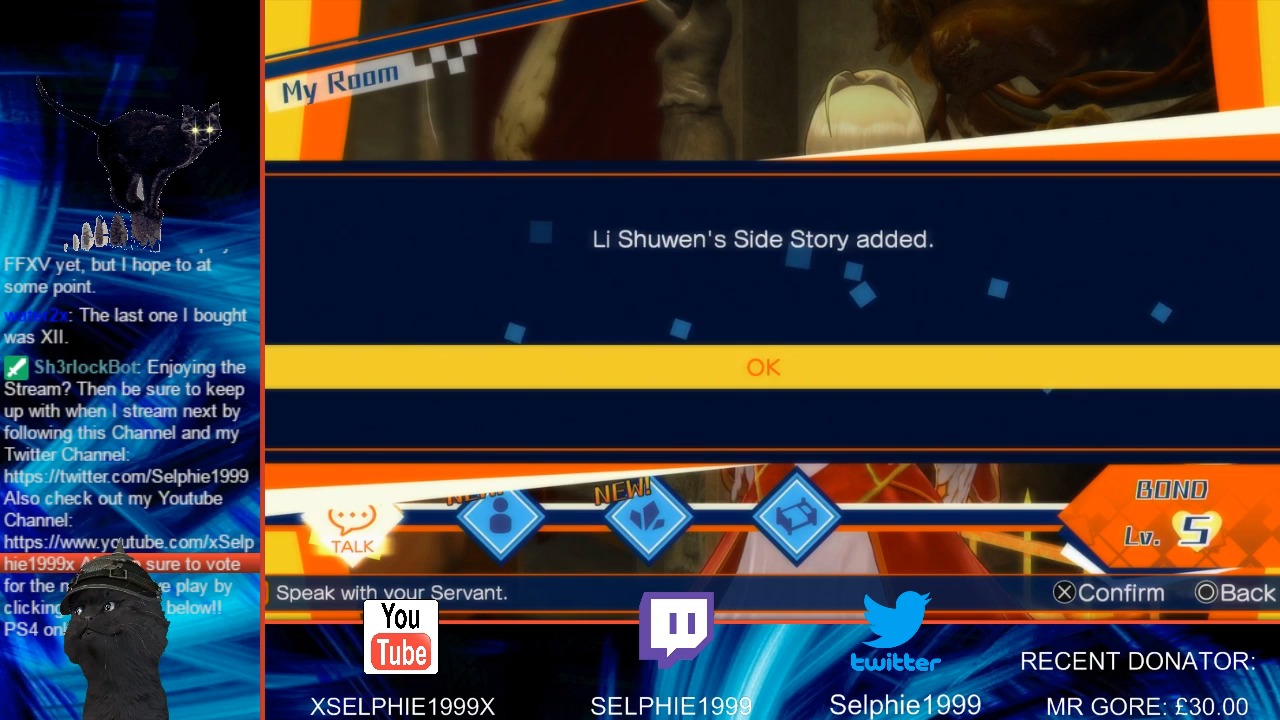 My Room
Li Shuwen's Side Story added.
OK
NEW!
NEW!
TALK
BOND
Lv. 5
Speak with your Servant.
Confirm
Back
FFXV yet, but I hope to at
some point.
: The last one I bought
was XII.
Sh3rlockBot: Enjoying the
Stream? Then be sure to keep
up with when I stream next by
following this Channel and my
Twitter Channel:
https://twitter.com/Selphie1999
Also check out my Youtube
Channel:
https://www.youtube.com/xSelp
hie1999x sure to vote
for the play by
clicking below!!
PS4
You
Tube
twitter
RECENT DONATOR:
XSELPHIE1999X
SELPHIE1999
Selphie1999
MR GORE: £30.00